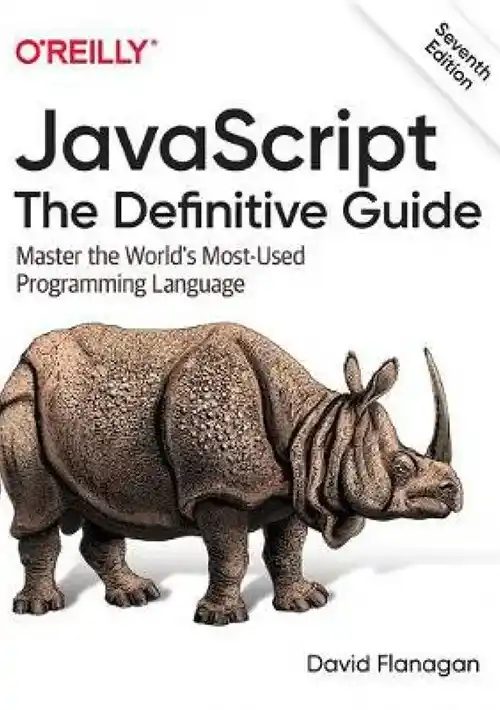 O'REILLY®
Seventh
Edition
JavaScript
The Definitive Guide
Master the World's Most-Used
Programming Language
David Flanagan